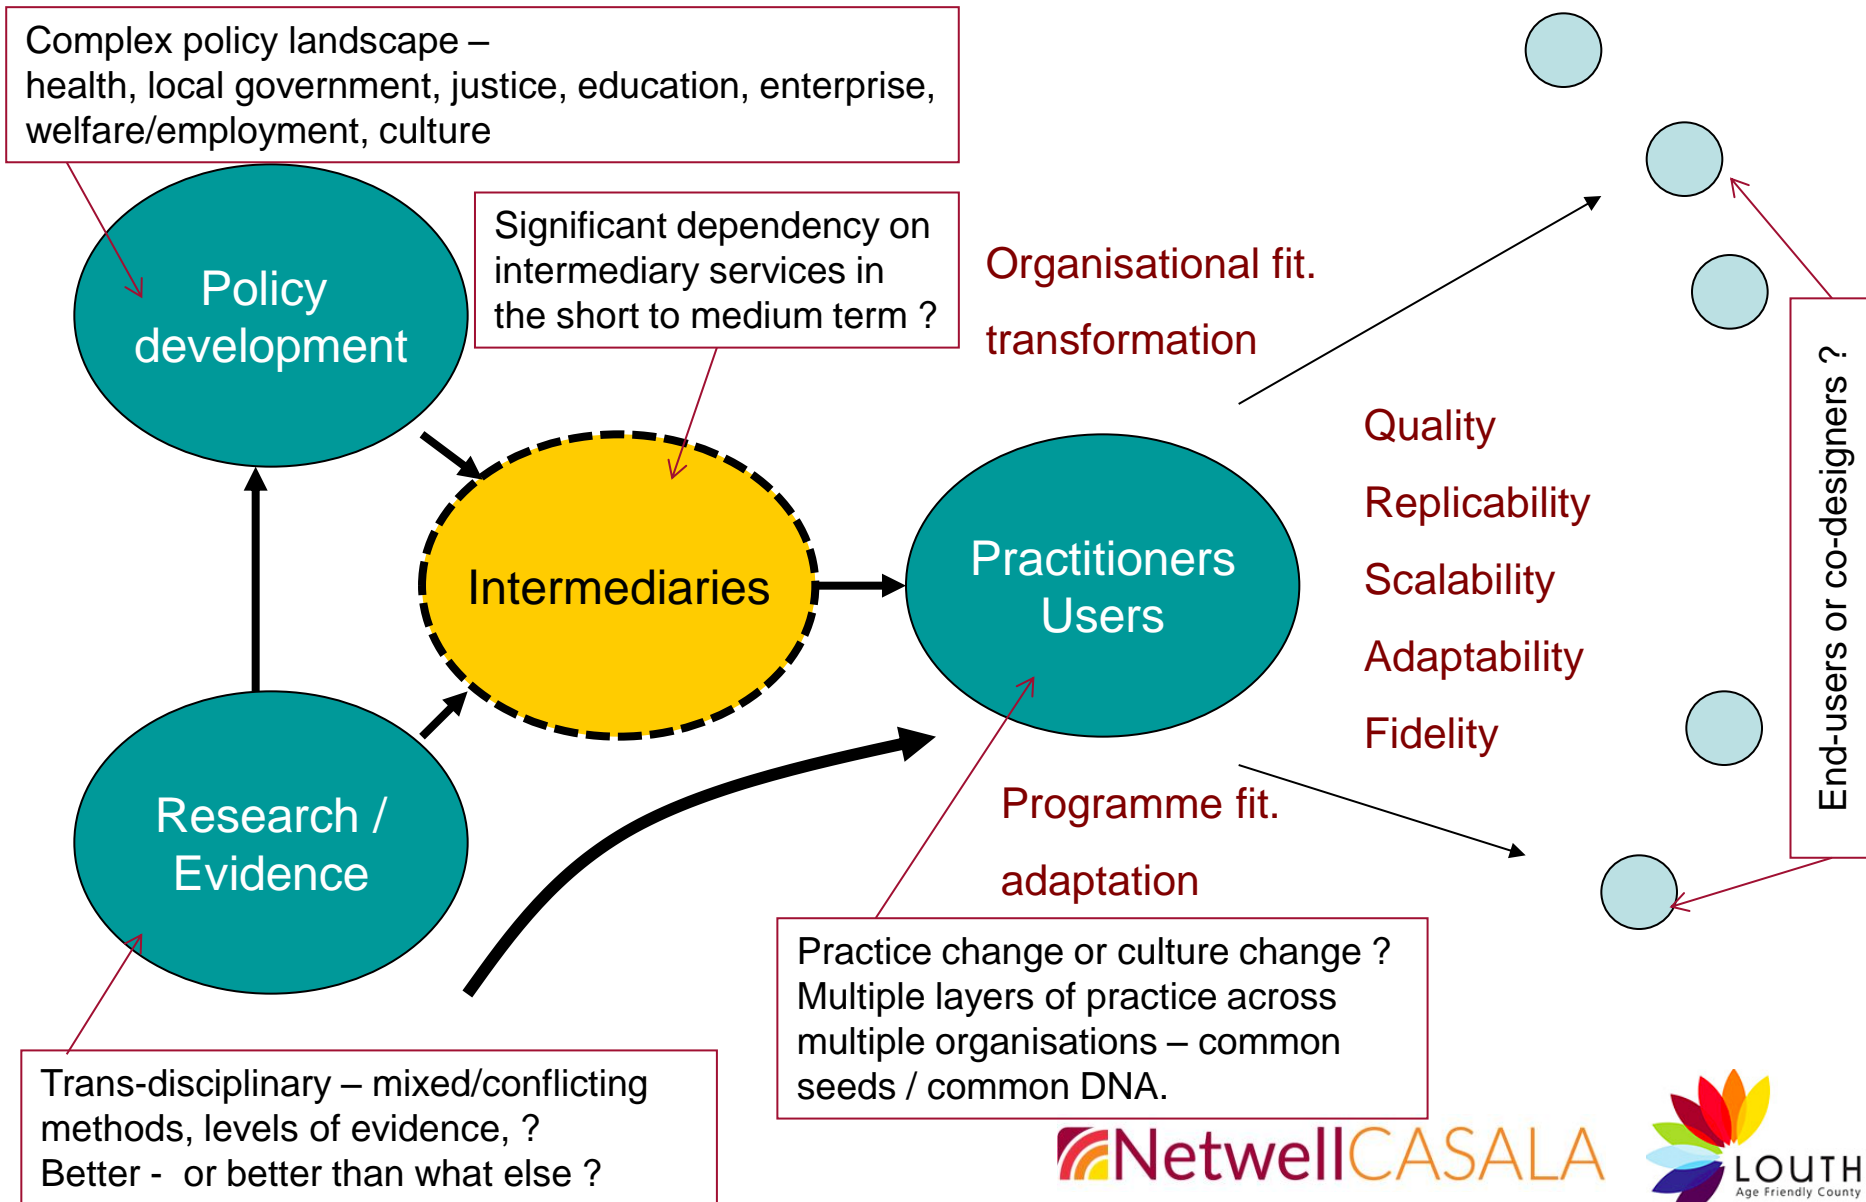 Complex policy landscape –
health, local government, justice, education, enterprise,
welfare/employment, culture
Significant dependency on
intermediary services in
the short to medium term ?
Policy
development
Organisational fit.
transformation
Intermediaries
Practitioners
Users
Quality
Replicability
Scalability
Adaptability
Fidelity
End-users or co-designers ?
Research /
Evidence
Programme fit.
adaptation
Practice change or culture change ?
Multiple layers of practice across
multiple organisations – common
seeds / common DNA.
Trans-disciplinary – mixed/conflicting
methods, levels of evidence, ?
Better - or better than what else ?
NetwellCASALA
LOUTH
Age Friendly County